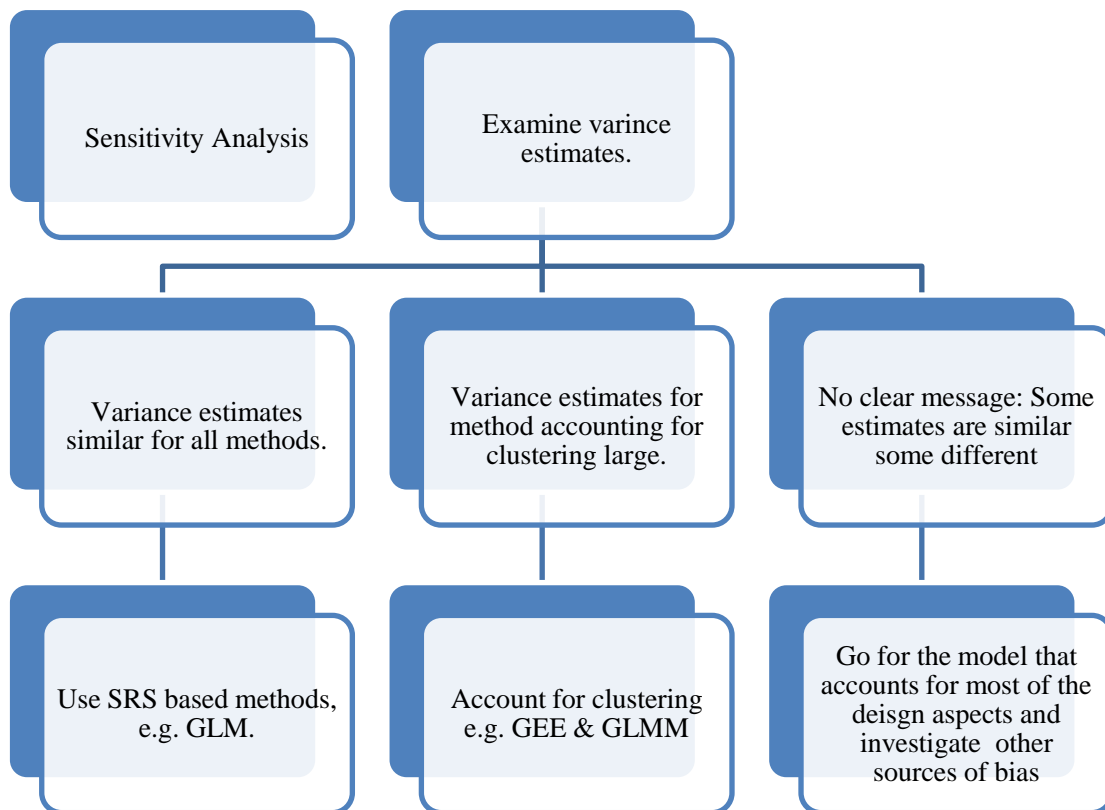 Sensitivity Analysis
Examine varince
estimates.
Variance estimates
similar for all methods.
Variance estimates for
method accounting for
clustering large.
No clear message: Some
estimates are similar
some different
Use SRS based methods,
e.g. GLM.
Account for clustering
e.g. GEE & GLMM
Go for the model that
accounts for most of the
deisgn aspects and
investigate other
sources of bias